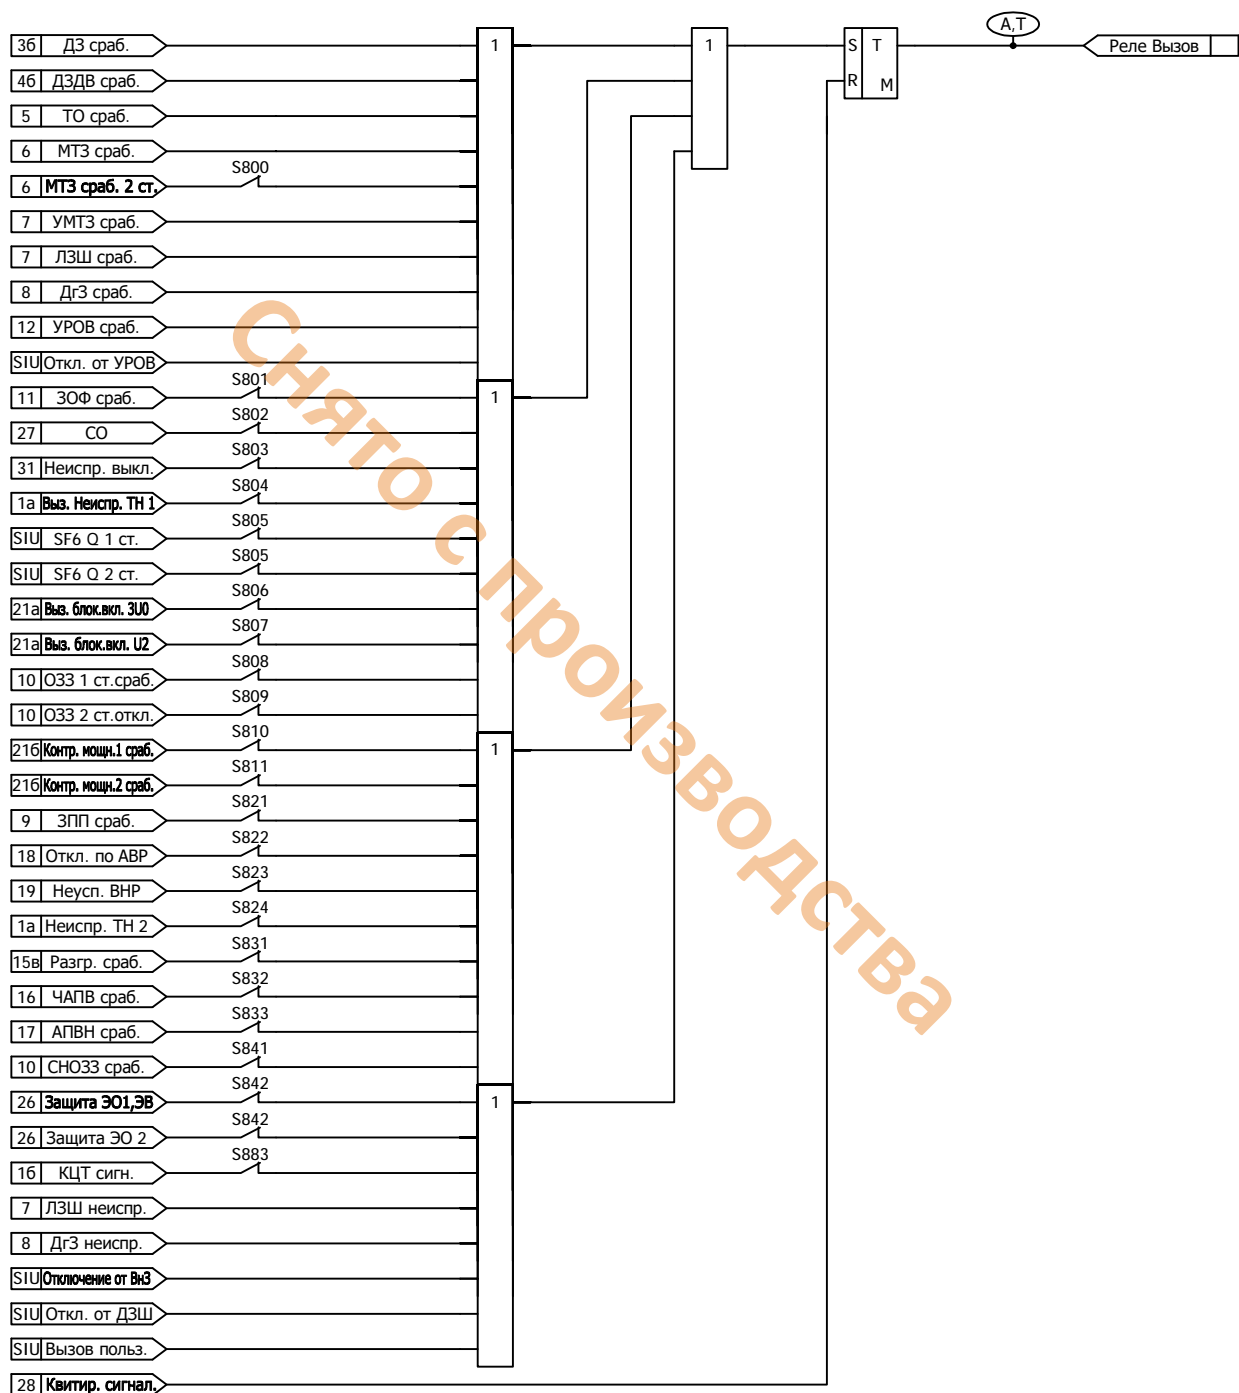 А,Т
3б ДЗ сраб. 1 1 S T Реле Вызов
4б ДЗДВ сраб. R M
5 ТО сраб.
6 МТЗ сраб.
S800
6 МТЗ сраб. 2 ст.
7 УМТЗ сраб.
7 ЛЗШ сраб.
8 ДгЗ сраб.
12 УРОВ сраб.
SIU Откл. от УРОВ
S801
11 ЗОФ сраб. 1
S802
27 СО
S803
31 Неиспр. выкл.
S804
1а Выз. Неиспр. ТН 1
S805
SIU SF6 Q 1 ст.
S805
SIU SF6 Q 2 ст.
S806
21а Выз. блок.вкл. 3U0
S807
21а Выз. блок.вкл. U2
S808
10 ОЗЗ 1 ст.сраб.
S809
10 ОЗЗ 2 ст.откл.
S810
21б Контр. мощн.1 сраб. 1
S811
21б Контр. мощн.2 сраб.
S821
9 ЗПП сраб.
S822
18 Откл. по АВР
S823
19 Неусп. ВНР
S824
1а Неиспр. ТН 2
S831
15в Разгр. сраб.
S832
16 ЧАПВ сраб.
S833
17 АПВН сраб.
S841
10 СНОЗЗ сраб.
S842
26 Защита ЭО1,ЭВ 1
S842
26 Защита ЭО 2
S883
1б КЦТ сигн.
7 ЛЗШ неиспр.
8 ДгЗ неиспр.
SIU Отключение от ВнЗ
SIU Откл. от ДЗШ
SIU Вызов польз.
28 Квитир. сигнал.
Снято с производства